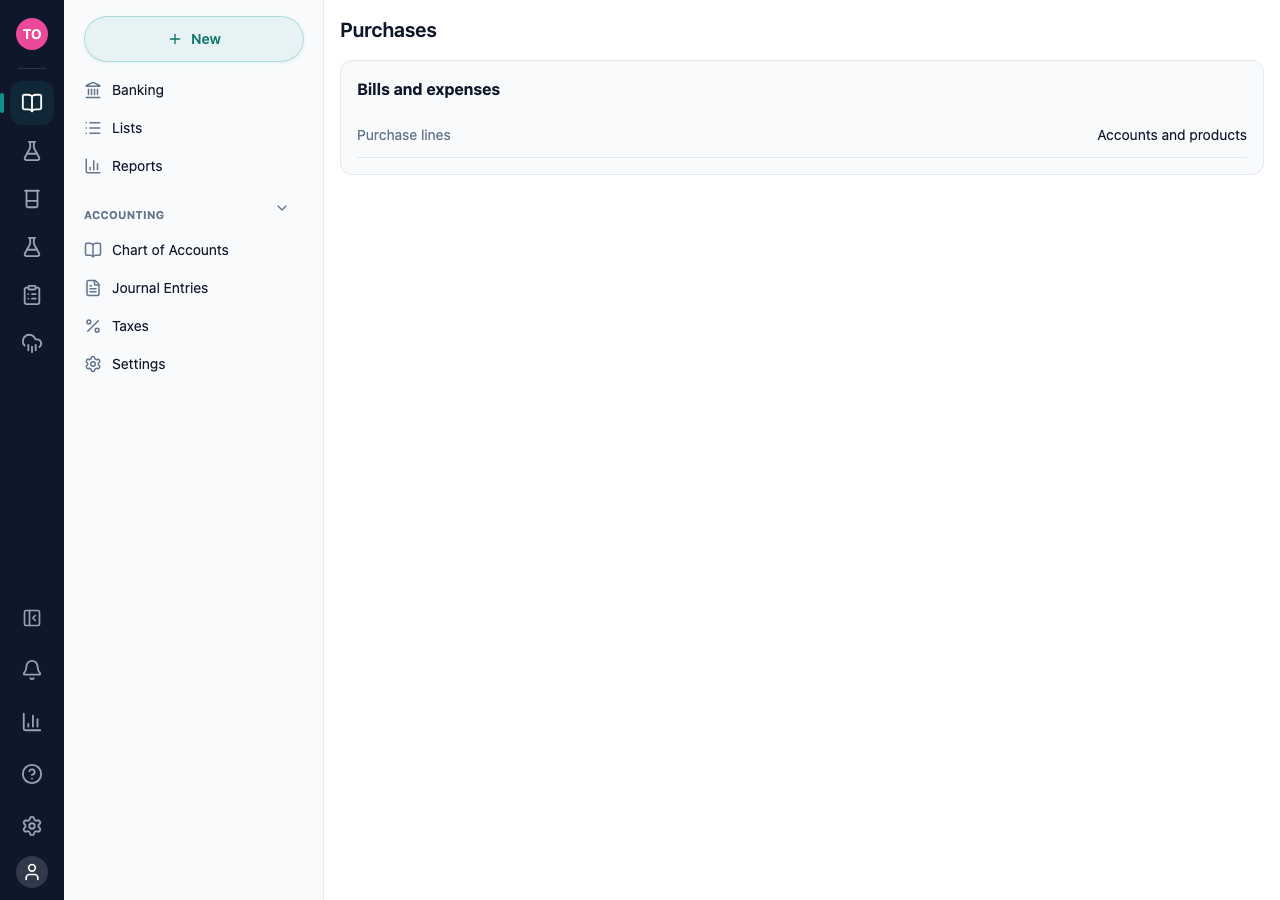 TO
New
Banking
Lists
Reports
ACCOUNTING
Chart of Accounts
Journal Entries
Taxes
Settings
Purchases
Bills and expenses
Purchase lines
Accounts and products